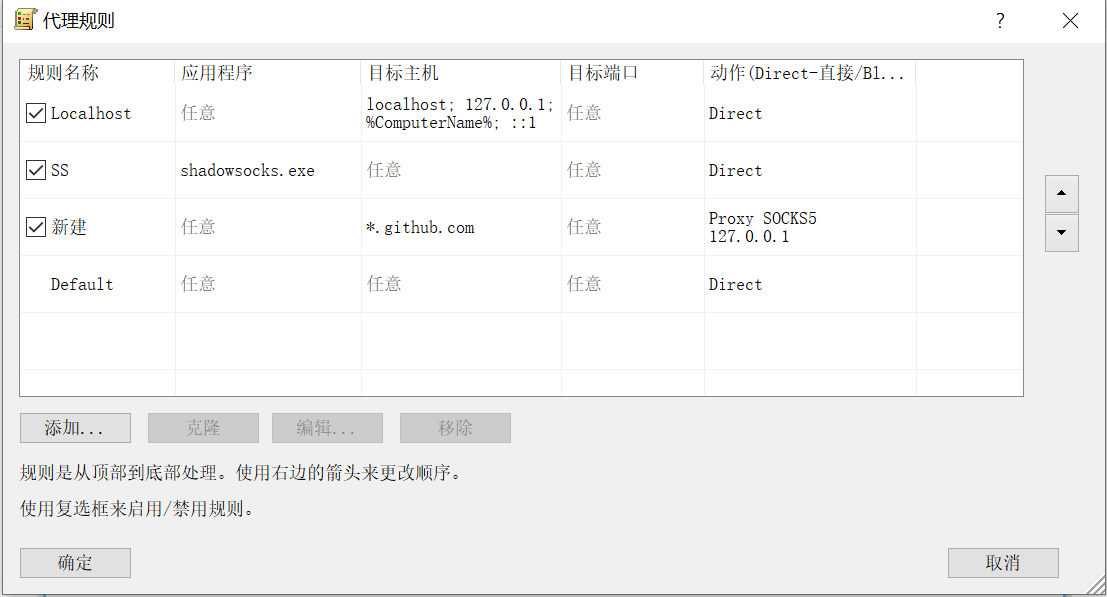 代理规则
规则名称 应用程序 目标主机 目标端口 动作(Direct-直接/Bl...
Localhost 任意 localhost; 127.0.0.1; 任意 Direct
%ComputerName%; ::1
SS shadowsocks.exe 任意 任意 Direct
新建 任意 *.github.com 任意 Proxy SOCKS5
127.0.0.1
Default 任意 任意 任意 Direct
添加... 克隆 编辑... 移除
规则是从顶部到底部处理。使用右边的箭头来更改顺序。
使用复选框来启用/禁用规则。
确定 取消